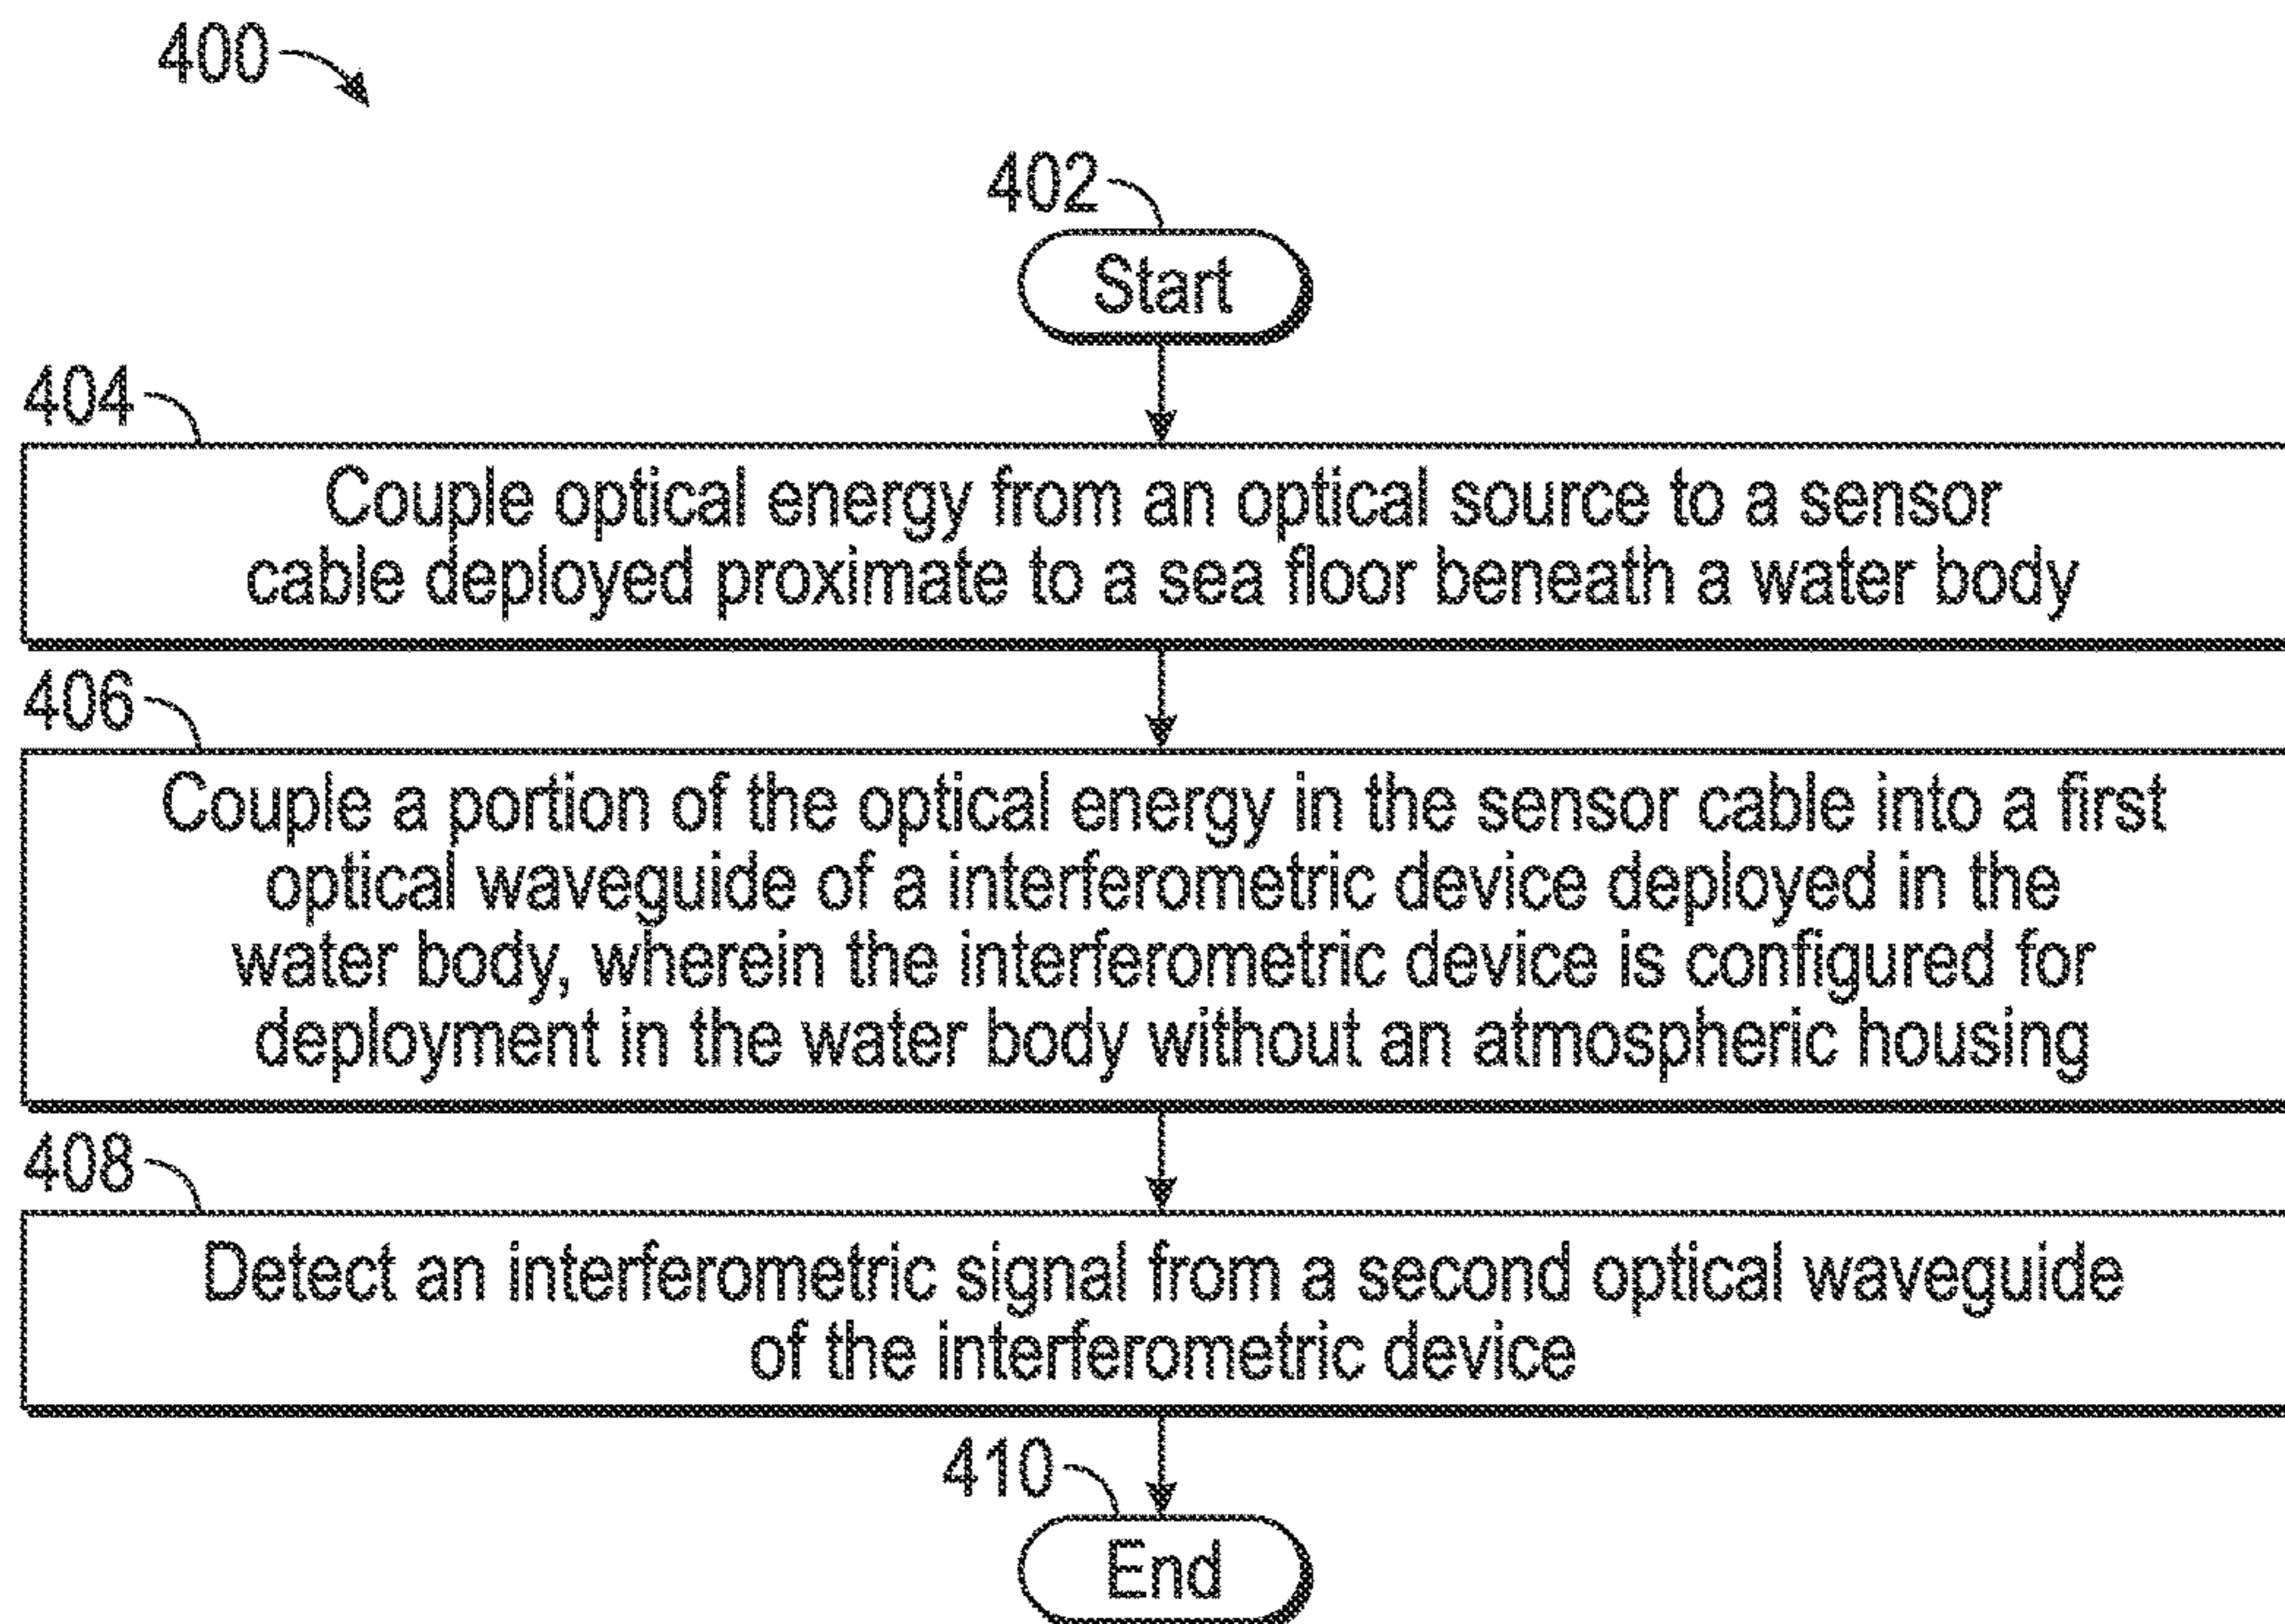 400
402
Start
404
Couple optical energy from an optical source to a sensor
cable deployed proximate to a sea floor beneath a water body
406
Couple a portion of the optical energy in the sensor cable into a first
optical waveguide of a interferometric device deployed in the
water body, wherein the interferometric device is configured for
deployment in the water body without an atmospheric housing
408
Detect an interferometric signal from a second optical waveguide
of the interferometric device
410
End